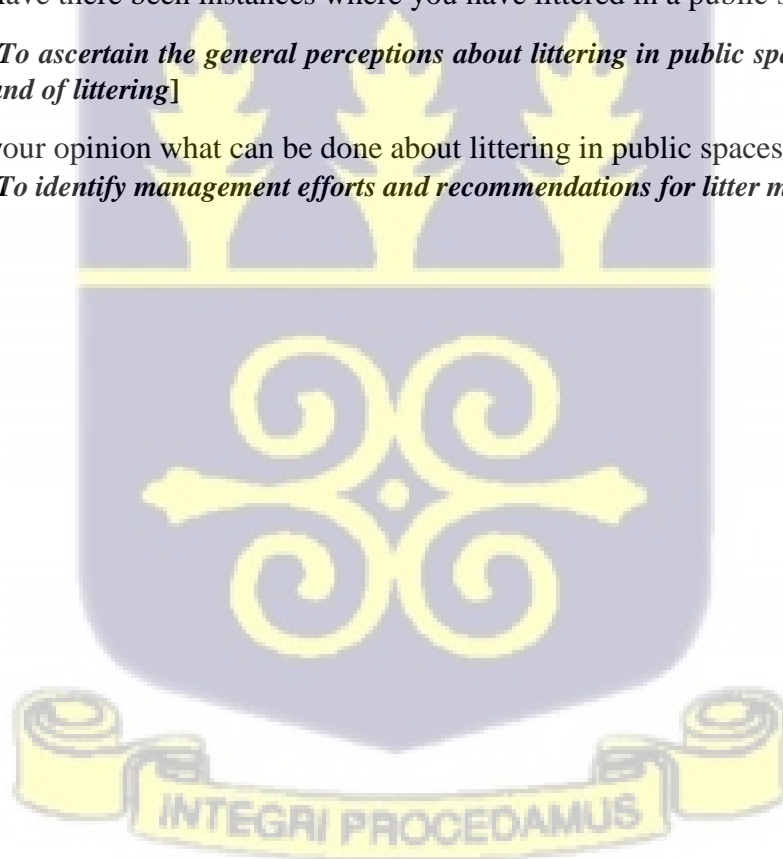 ave there been instances where you have littered in a public s
To ascertain the general perceptions about littering in public spa
nd of littering]
your opinion what can be done about littering in public spaces
To identify management efforts and recommendations for litter m
INTEGRI PROCEDAMUS